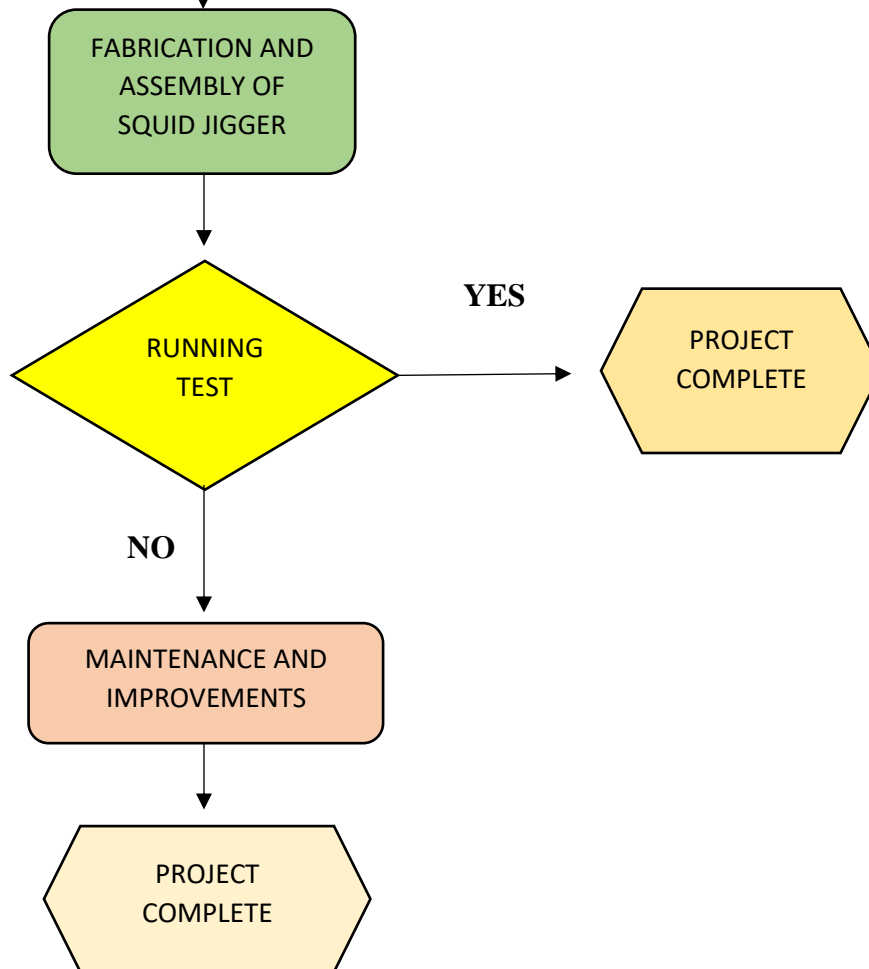 FABRICATION AND
ASSEMBLY OF
SQUID JIGGER
RUNNING
TEST
YES
PROJECT
COMPLETE
NO
MAINTENANCE AND
IMPROVEMENTS
PROJECT
COMPLETE